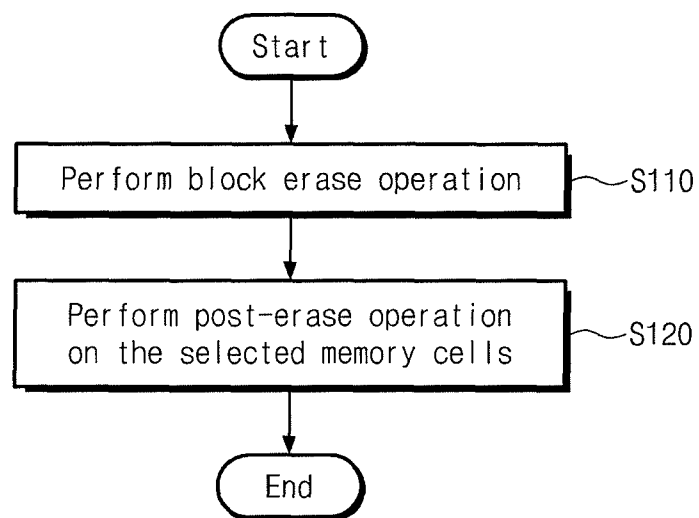 Start
Perform block erase operation
S110
Perform post-erase operation
on the selected memory cells
S120
End